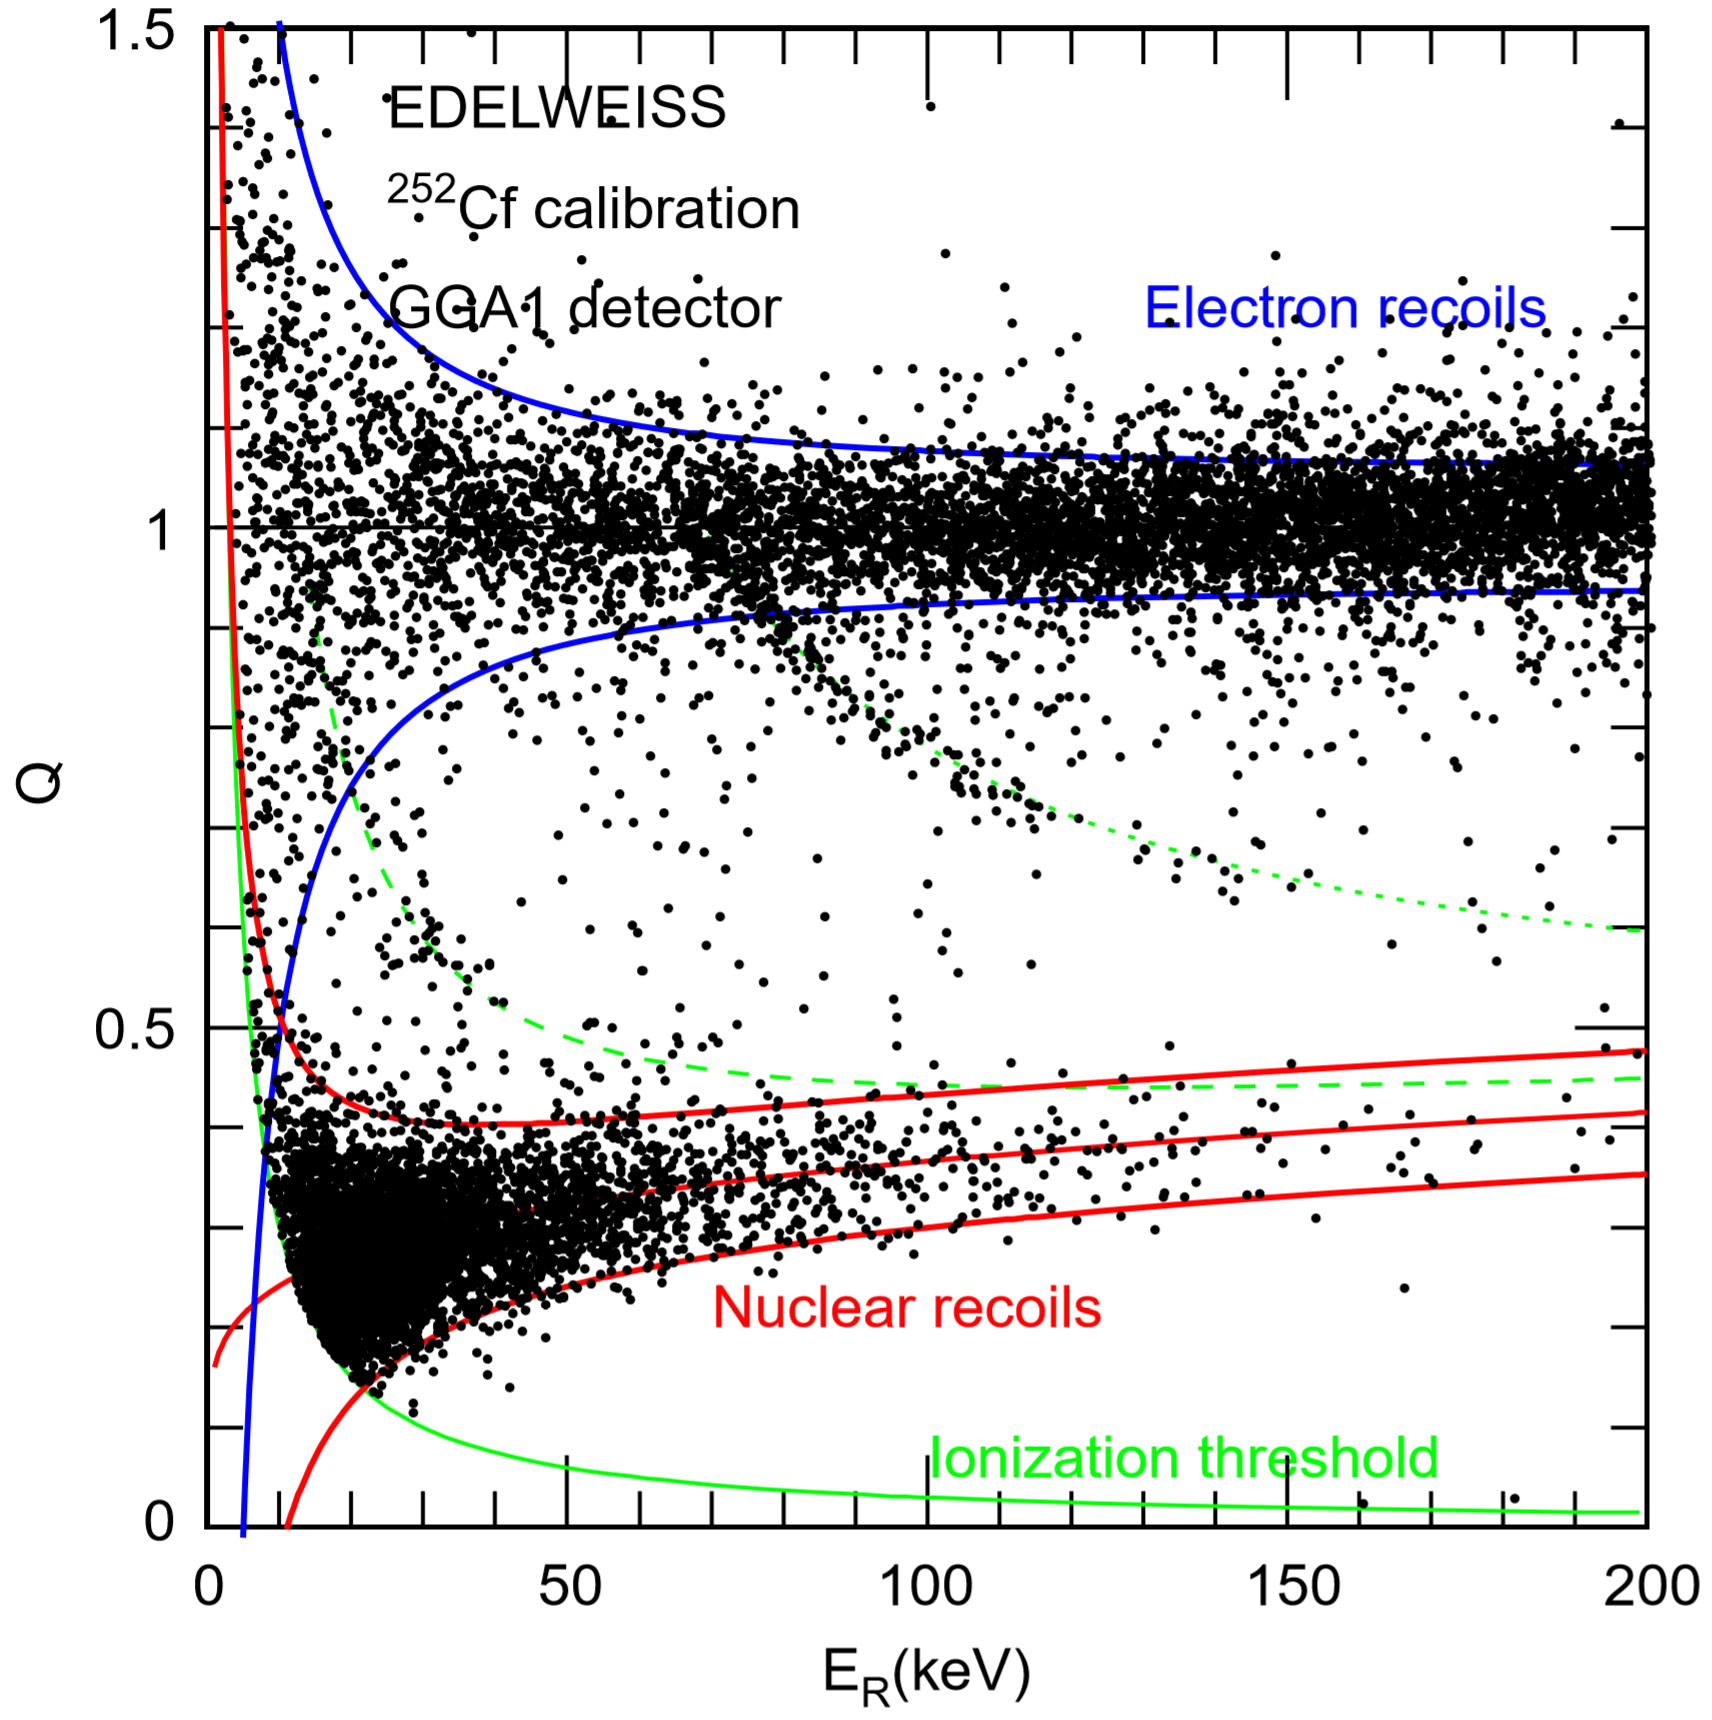 1.5
EDELWEISS
²⁵²Cf calibration
GGA1 detector
Electron recoils
1
Q
0.5
Nuclear recoils
Ionization threshold
0
0 50 100 150 200
E_R(keV)